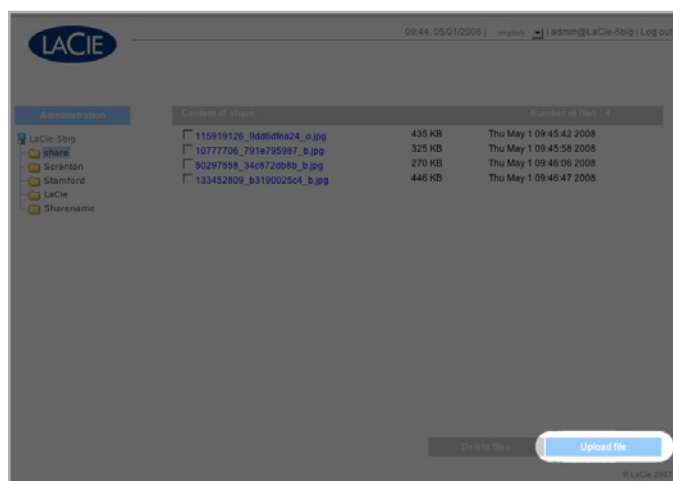 LACIE
09:44, 05/01/2008 | english | admin@LaCie-5big | Log out
Administration
Content of share Number of files : 4
LaCie-5big
share
Scranton
Stamford
LaCie
Sharename
115919126_9dd6dfea24_o.jpg 435 KB Thu May 1 09:45:42 2008
10777706_791e795987_b.jpg 325 KB Thu May 1 09:45:58 2008
50297558_34c872db8b_b.jpg 270 KB Thu May 1 09:46:06 2008
133452809_b3190025c4_b.jpg 446 KB Thu May 1 09:46:47 2008
Delete files Upload file
© LaCie 2007